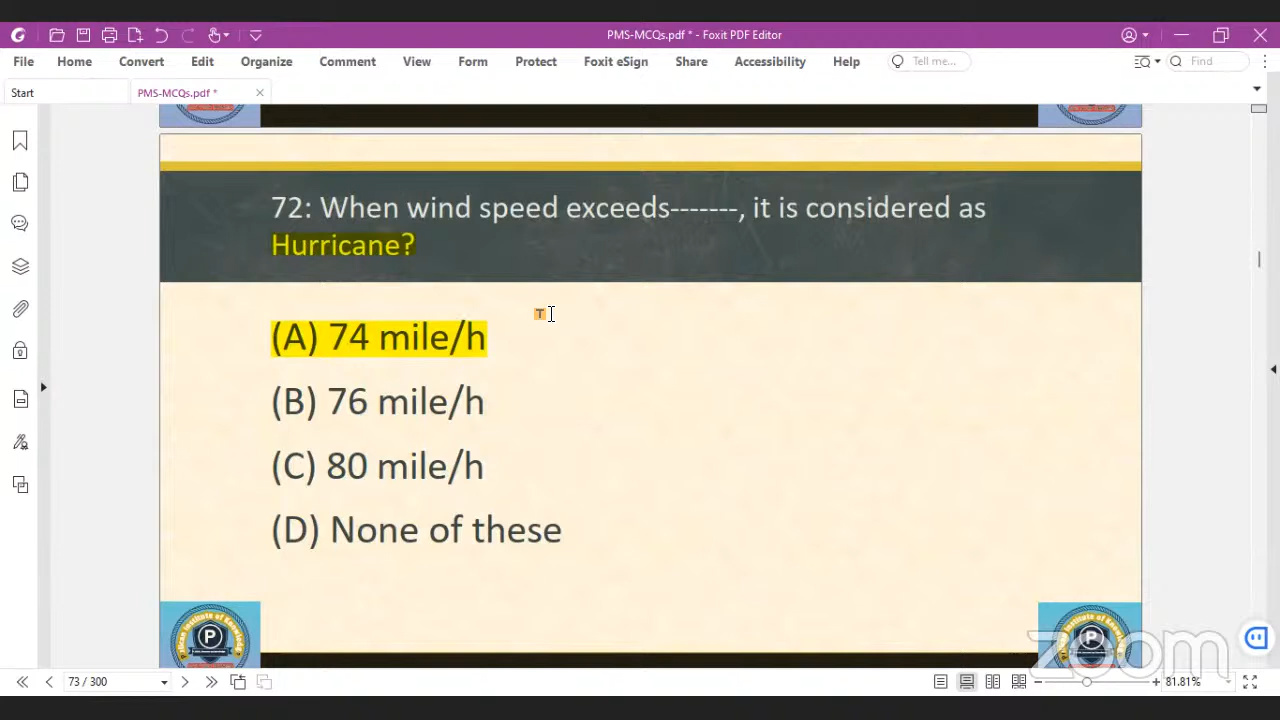 PMS-MCQs.pdf * - Foxit PDF Editor
File Home Convert Edit Organize Comment View Form Protect Foxit eSign Share Accessibility Help Tell me... Find
Start PMS-MCQs.pdf *
72: When wind speed exceeds-------, it is considered as
Hurricane?
T
(A) 74 mile/h
(B) 76 mile/h
(C) 80 mile/h
(D) None of these
P
P
zoom
73 / 300 81.81%